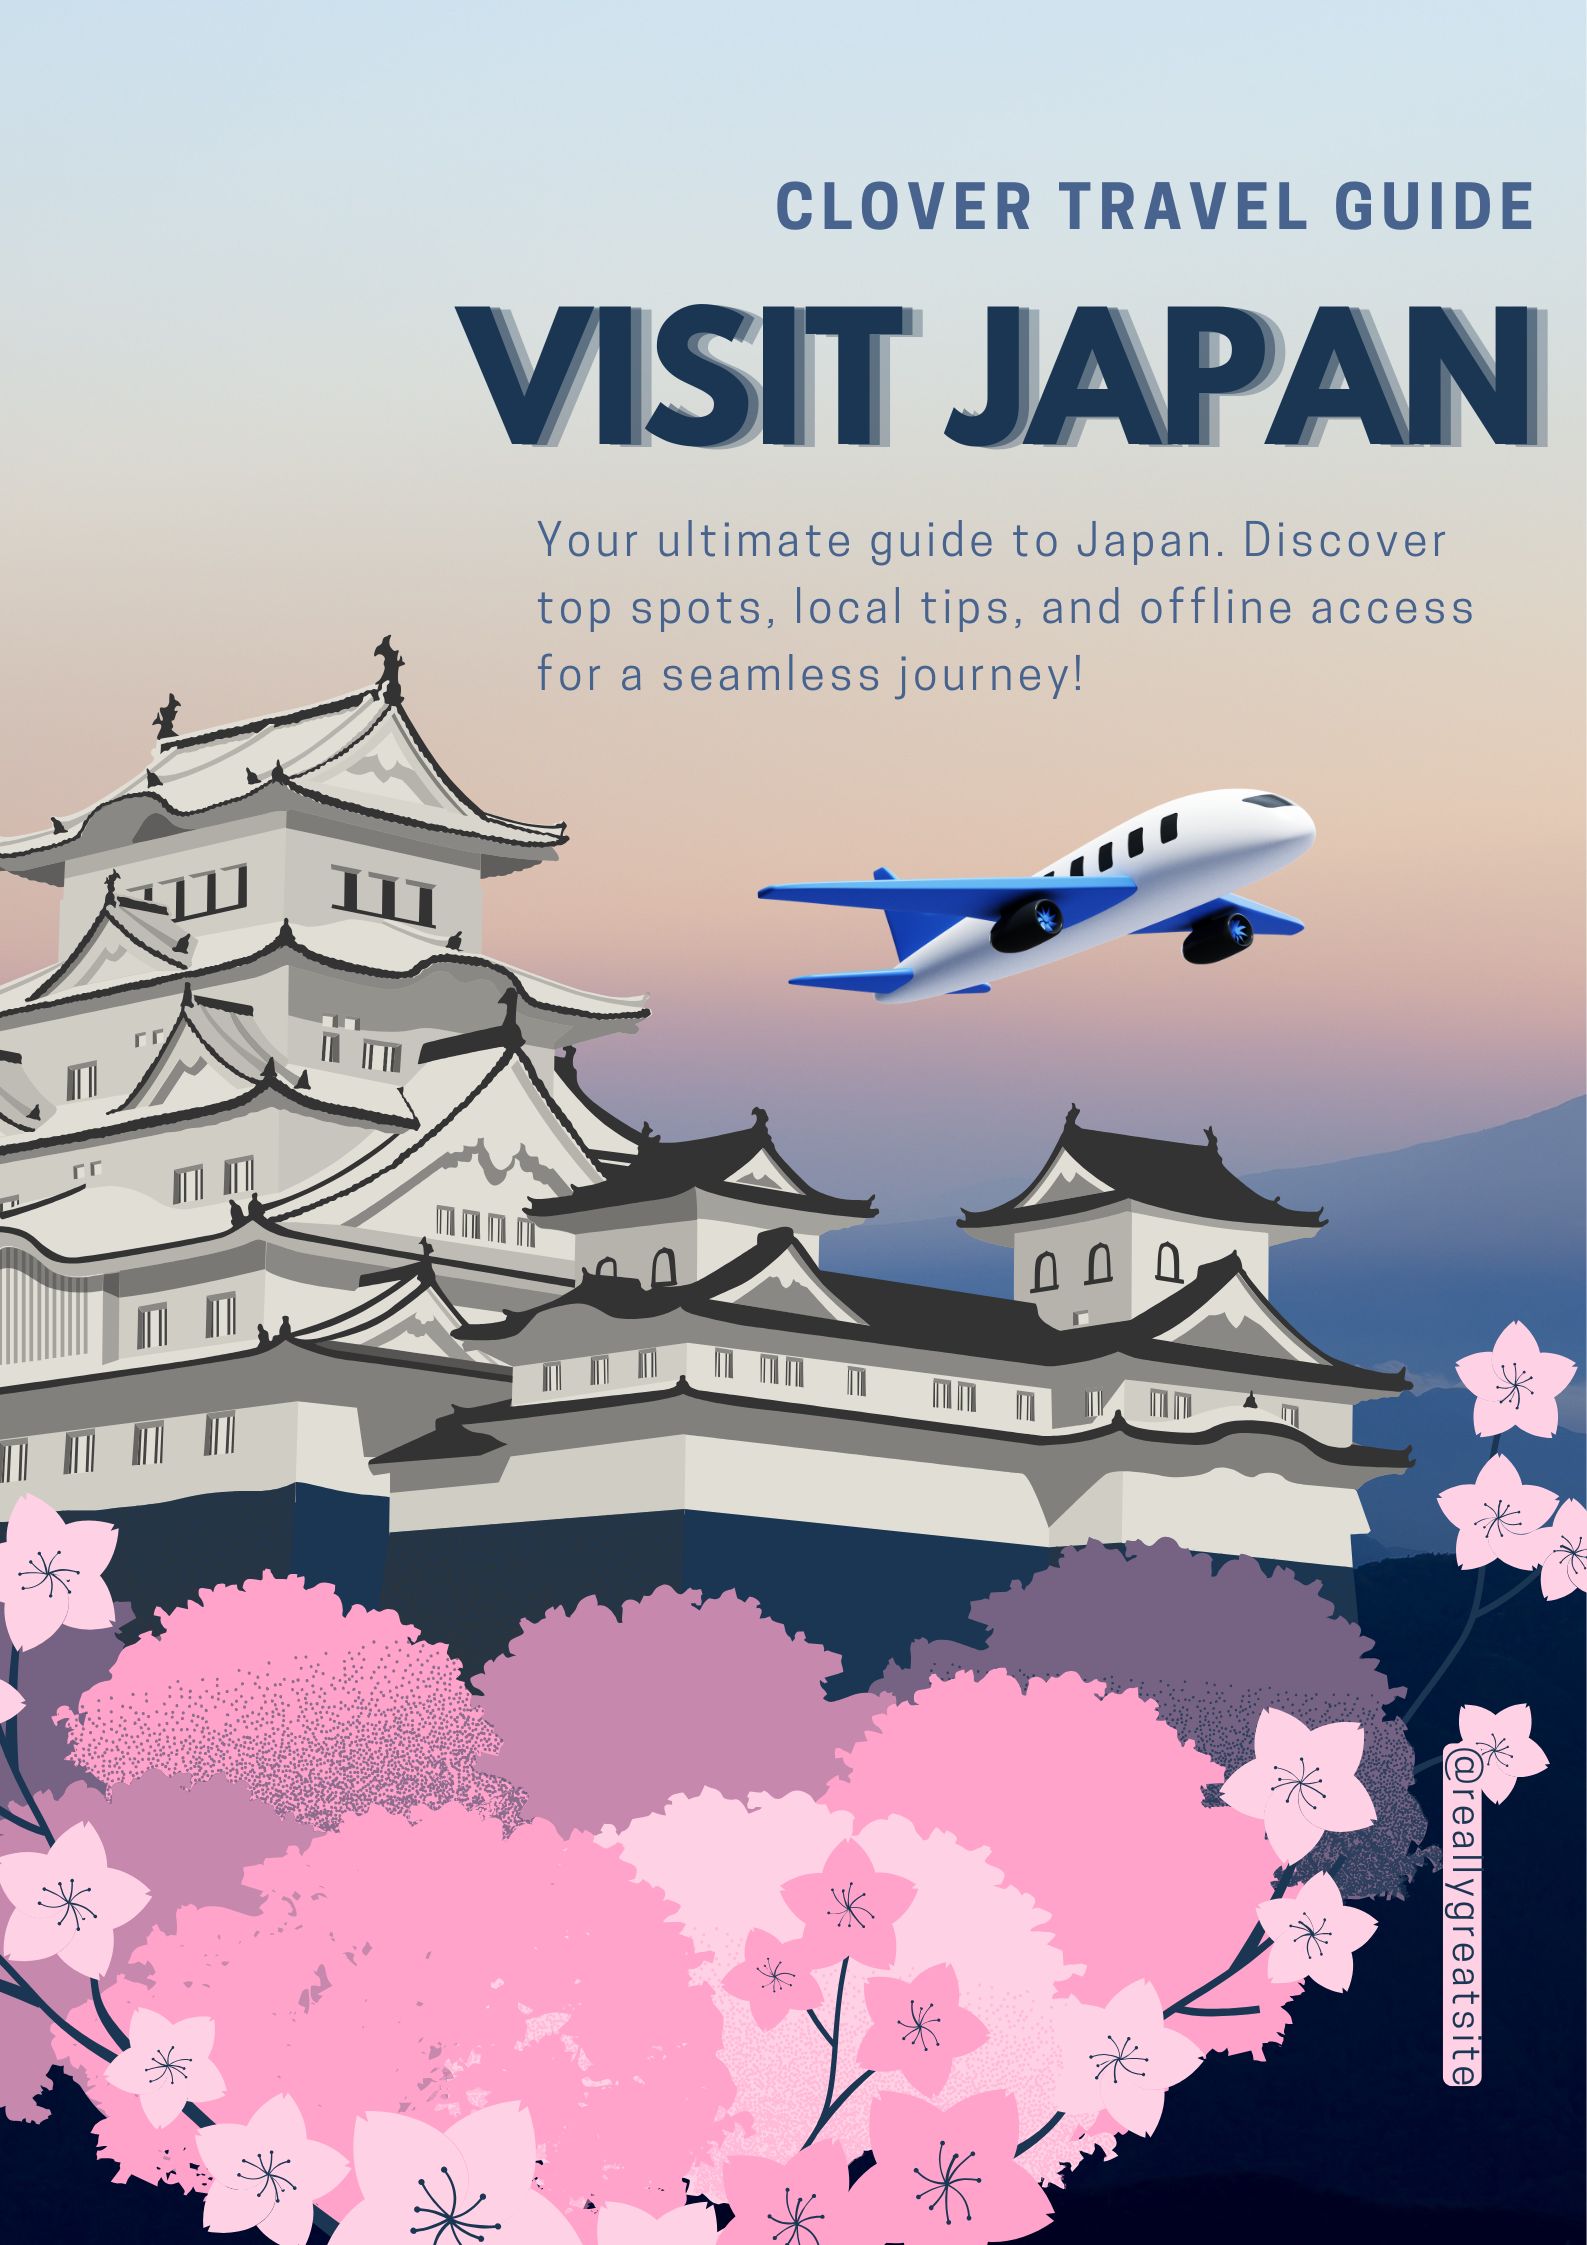 CLOVER TRAVEL GUIDE
VISIT JAPAN
Your ultimate guide to Japan. Discover
top spots, local tips, and offline access
for a seamless journey!
@reallygreatsite